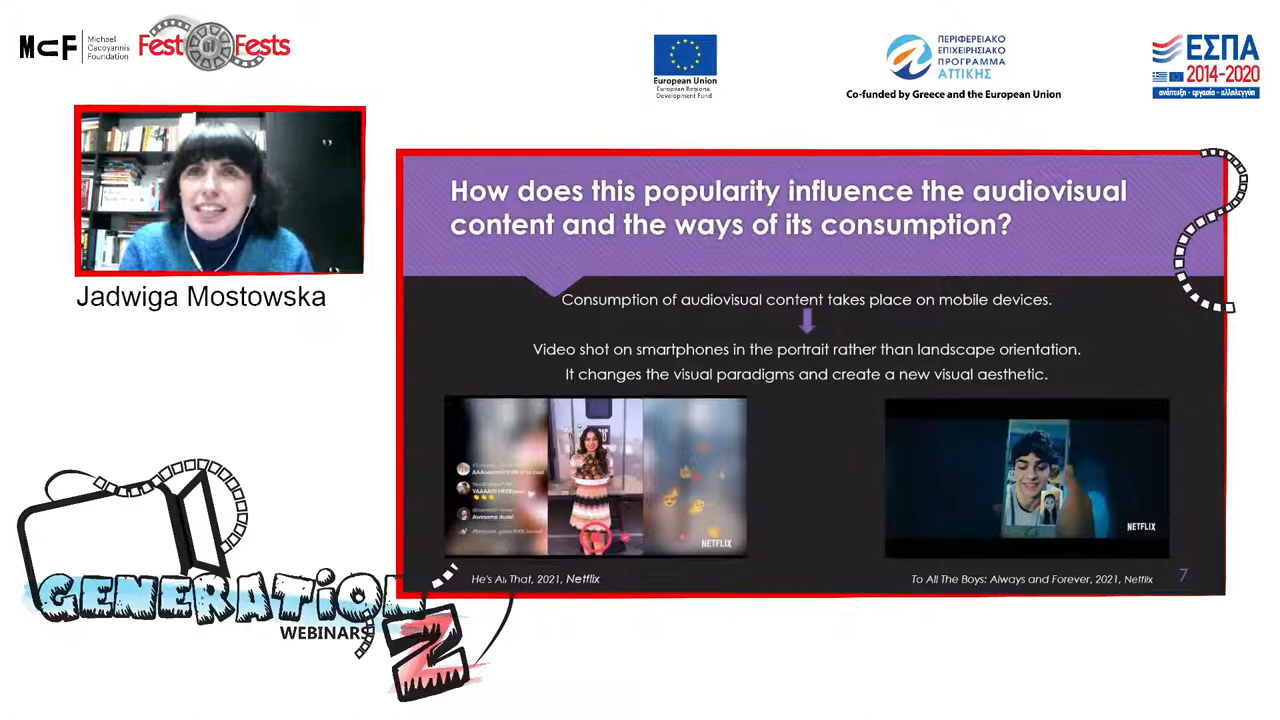 MCF
Michael
Cacoyannis
Foundation
Fest OF Fests
European Union
European Regional
Development Fund
ΠΕΡΙΦΕΡΕΙΑΚΟ
ΕΠΙΧΕΙΡΗΣΙΑΚΟ
ΠΡΟΓΡΑΜΜΑ
ΑΤΤΙΚΗΣ
Co-funded by Greece and the European Union
ΕΣΠΑ
2014-2020
ανάπτυξη - εργασία - αλληλεγγύη
Jadwiga Mostowska
How does this popularity influence the audiovisual
content and the ways of its consumption?
Consumption of audiovisual content takes place on mobile devices.
Video shot on smartphones in the portrait rather than landscape orientation.
It changes the visual paradigms and create a new visual aesthetic.
Awesome dude!
NETFLIX
NETFLIX
He's All That, 2021, Netflix
To All The Boys: Always and Forever, 2021, Netflix
7
GENERATION
Z
WEBINARS